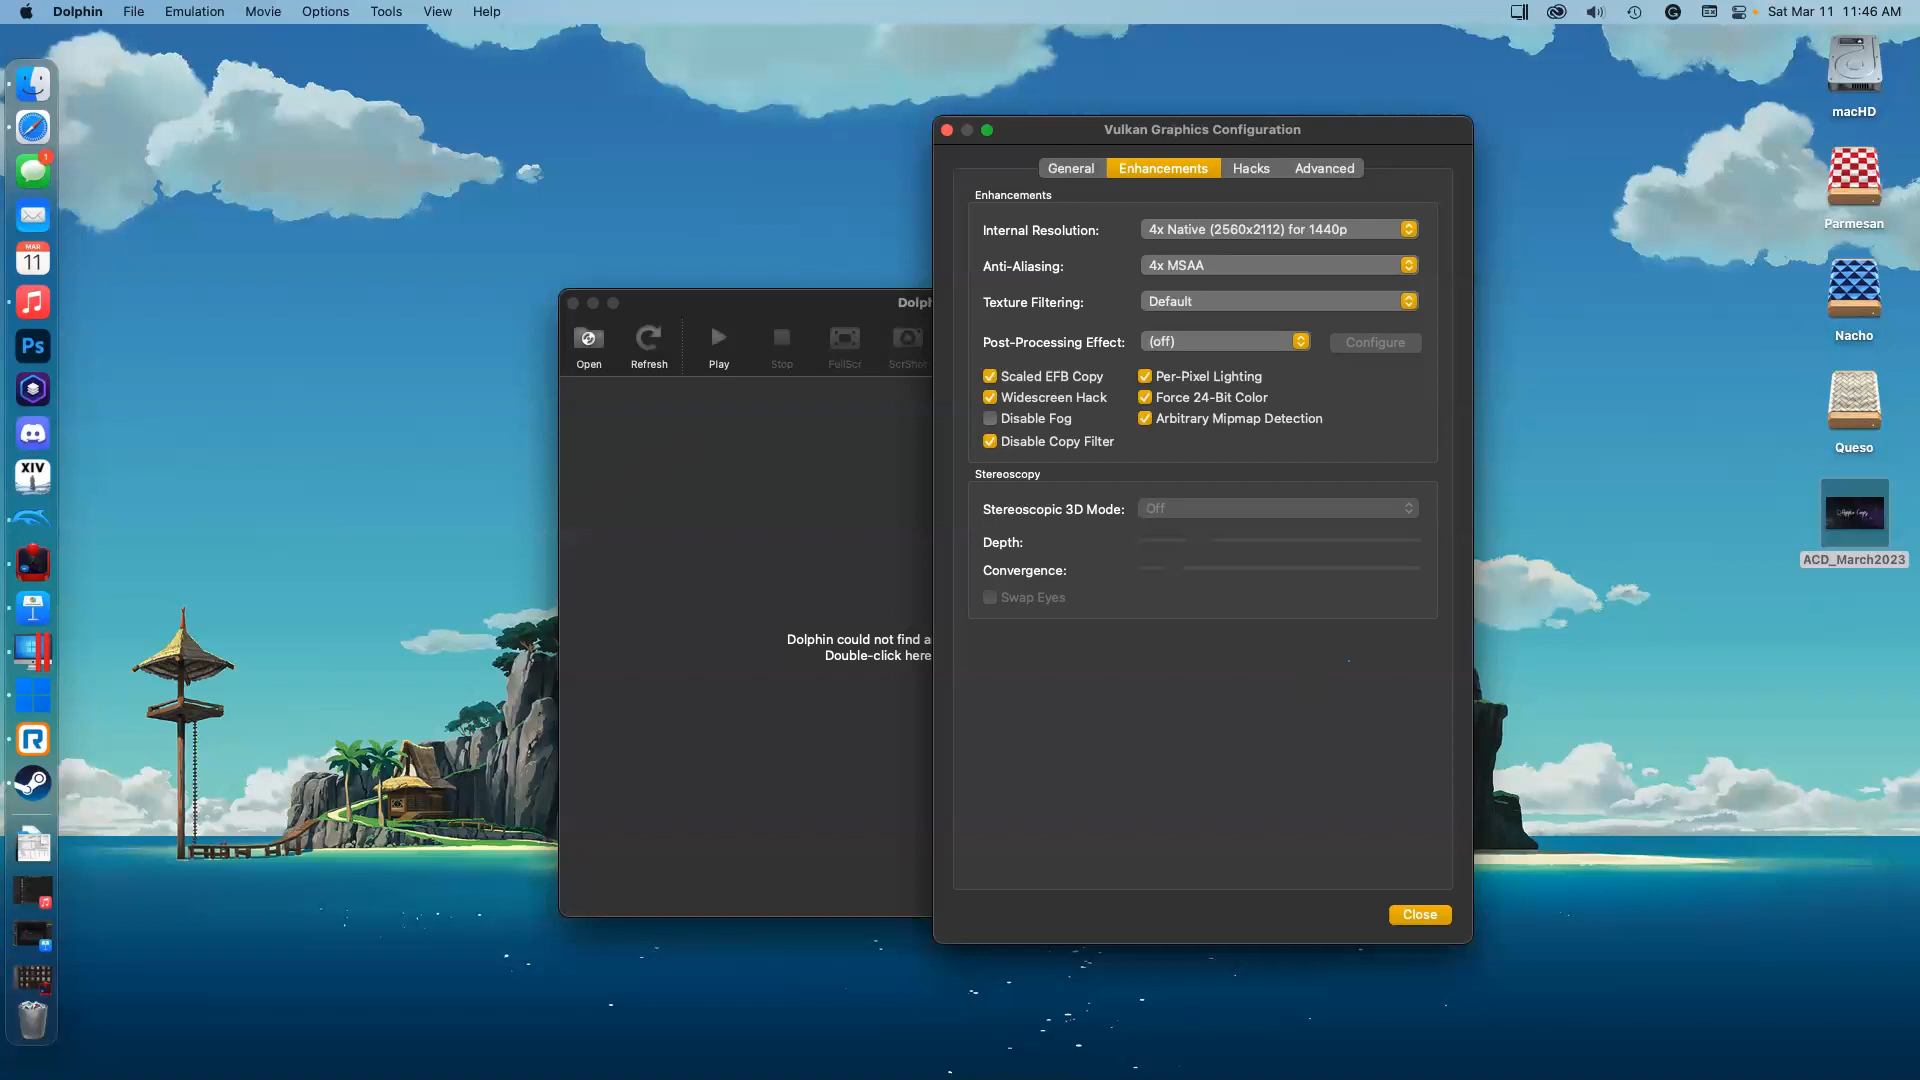 Dolphin File Emulation Movie Options Tools View Help Sat Mar 11 11:46 AM
macHD
Parmesan
Nacho
Queso
ACD_March2023
1
MAR
11
Ps
XIV
Dolph
Open Refresh Play Stop FullScr ScrShot
Dolphin could not find a
Double-click here
Vulkan Graphics Configuration
General Enhancements Hacks Advanced
Enhancements
Internal Resolution: 4x Native (2560x2112) for 1440p
Anti-Aliasing: 4x MSAA
Texture Filtering: Default
Post-Processing Effect: (off) Configure
Scaled EFB Copy Per-Pixel Lighting
Widescreen Hack Force 24-Bit Color
Disable Fog Arbitrary Mipmap Detection
Disable Copy Filter
Stereoscopy
Stereoscopic 3D Mode: Off
Depth:
Convergence:
Swap Eyes
Close